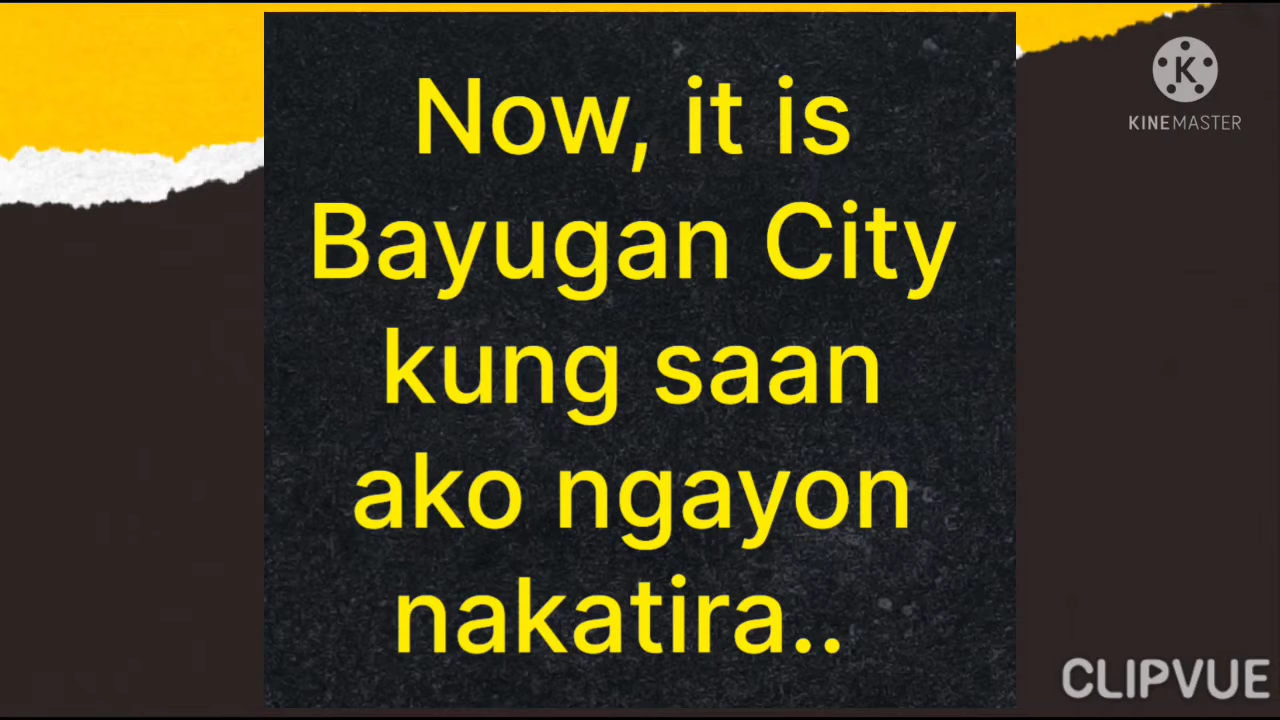 Now, it is
Bayugan City
kung saan
ako ngayon
nakatira..
K
KINEMASTER
CLIPVUE